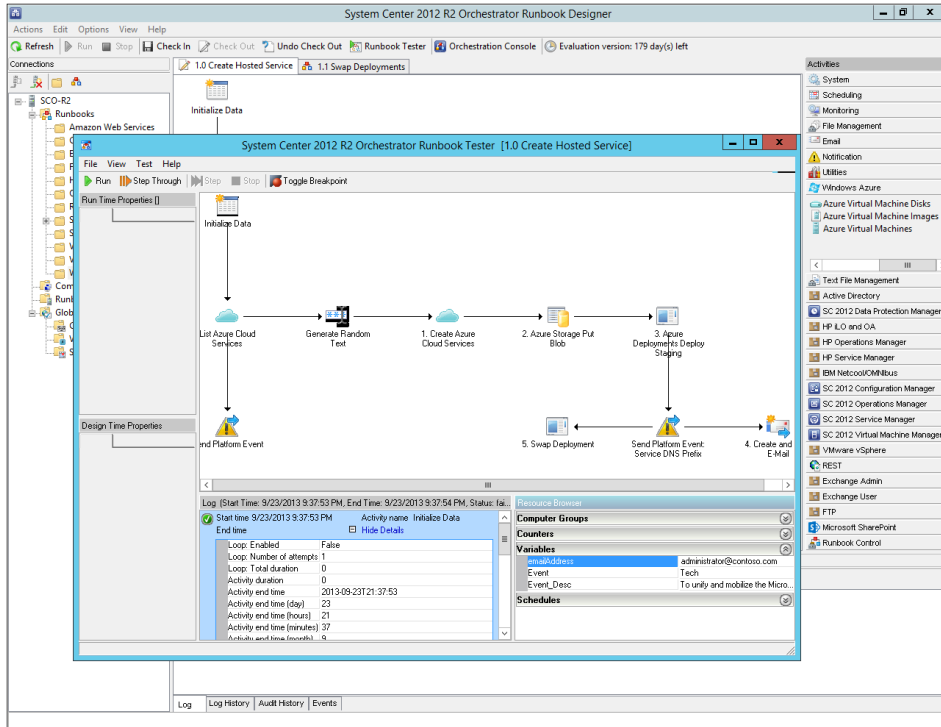 System Center 2012 R2 Orchestrator Runbook Designer
Actions Edit Options View Help
Refresh Run Stop Check In Check Out Undo Check Out Runbook Tester Orchestration Console Evaluation version: 179 day(s) left
Connections
SCO-R2
Runbooks
Amazon Web Services
1.0 Create Hosted Service 1.1 Swap Deployments
Initialize Data
System Center 2012 R2 Orchestrator Runbook Tester [1.0 Create Hosted Service]
File View Test Help
Run Step Through Step Stop Toggle Breakpoint
Run Time Properties []
Design Time Properties
Initialize Data
List Azure Cloud
Services
Generate Random
Text
1. Create Azure
Cloud Services
2. Azure Storage Put
Blob
3. Azure
Deployments Deploy
Staging
end Platform Event
5. Swap Deployment
Send Platform Event:
Service DNS Prefix
4. Create and
E-Mail
Log (Start Time: 9/23/2013 9:37:53 PM, End Time: 9/23/2013 9:37:54 PM, Status: fai...
Start time 9/23/2013 9:37:53 PM Activity name Initialize Data
End time Hide Details
Loop: Enabled False
Loop: Number of attempts 1
Loop: Total duration 0
Activity duration 0
Activity end time 2013-09-23T21:37:53
Activity end time (day) 23
Activity end time (hours) 21
Activity end time (minutes) 37
Activity end time (month) 9
Resource Browser
Computer Groups
Counters
Variables
emailAddress administrator@contoso.com
Event Tech
Event_Desc To unify and mobilize the Micro...
Schedules
Log Log History Audit History Events
Activities
System
Scheduling
Monitoring
File Management
Email
Notification
Utilities
Windows Azure
Azure Virtual Machine Disks
Azure Virtual Machine Images
Azure Virtual Machines
Text File Management
Active Directory
SC 2012 Data Protection Manager
HP iLO and OA
HP Operations Manager
HP Service Manager
IBM Netcool/OMNIbus
SC 2012 Configuration Manager
SC 2012 Operations Manager
SC 2012 Service Manager
SC 2012 Virtual Machine Manager
VMware vSphere
REST
Exchange Admin
Exchange User
FTP
Microsoft SharePoint
Runbook Control